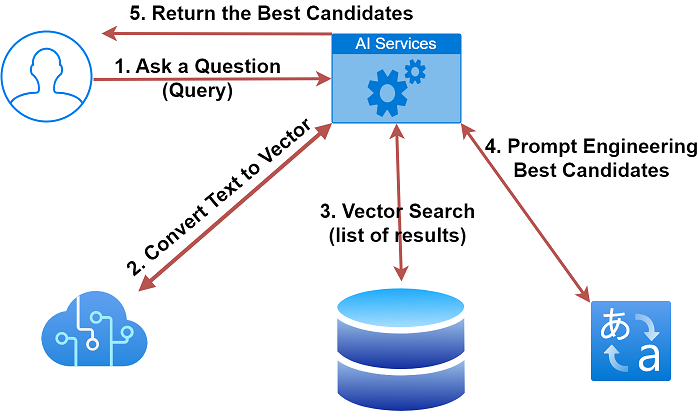 5. Return the Best Candidates
AI Services
1. Ask a Question
(Query)
2. Convert Text to Vector
3. Vector Search
(list of results)
4. Prompt Engineering
Best Candidates
あ
a